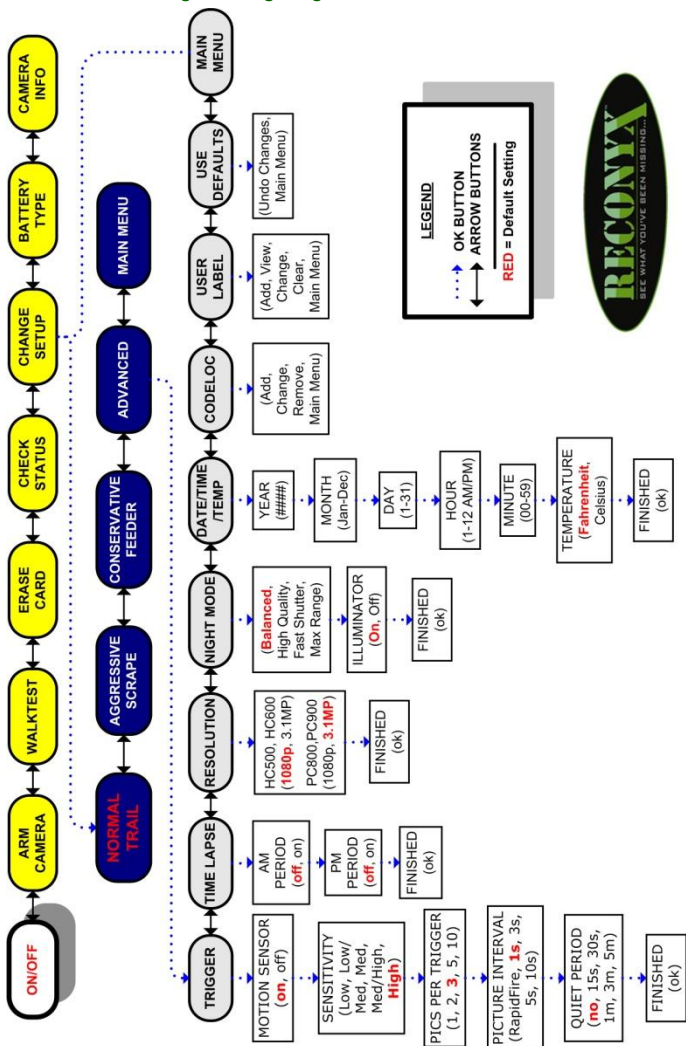 ON/OFF
ARM
CAMERA
WALKTEST
ERASE
CARD
CHECK
STATUS
CHANGE
SETUP
BATTERY
TYPE
CAMERA
INFO
NORMAL
TRAIL
AGGRESSIVE
SCRAPE
CONSERVATIVE
FEEDER
ADVANCED
MAIN MENU
TRIGGER
TIME LAPSE
RESOLUTION
NIGHT MODE
DATE/TIME
/TEMP
CODELOC
USER
LABEL
USE
DEFAULTS
MAIN
MENU
MOTION SENSOR
(on, off)
SENSITIVITY
(Low, Low/
Med, Med,
Med/High,
High)
PICS PER TRIGGER
(1, 2, 3, 5, 10)
PICTURE INTERVAL
(RapidFire, 1s, 3s,
5s, 10s)
QUIET PERIOD
(no, 15s, 30s,
1m, 3m, 5m)
FINISHED
(ok)
AM
PERIOD
(off, on)
PM
PERIOD
(off, on)
FINISHED
(ok)
HC500, HC600
(1080p, 3.1MP)
PC800,PC900
(1080p, 3.1MP)
FINISHED
(ok)
(Balanced,
High Quality,
Fast Shutter,
Max Range)
ILLUMINATOR
(On, Off)
FINISHED
(ok)
YEAR
(####)
MONTH
(Jan-Dec)
DAY
(1-31)
HOUR
(1-12 AM/PM)
MINUTE
(00-59)
TEMPERATURE
(Fahrenheit,
Celsius)
FINISHED
(ok)
(Add,
Change,
Remove,
Main Menu)
(Add, View,
Change,
Clear,
Main Menu)
(Undo Changes,
Main Menu)
LEGEND
OK BUTTON
ARROW BUTTONS
RED = Default Setting
RECONYX
SEE WHAT YOU'VE BEEN MISSING...